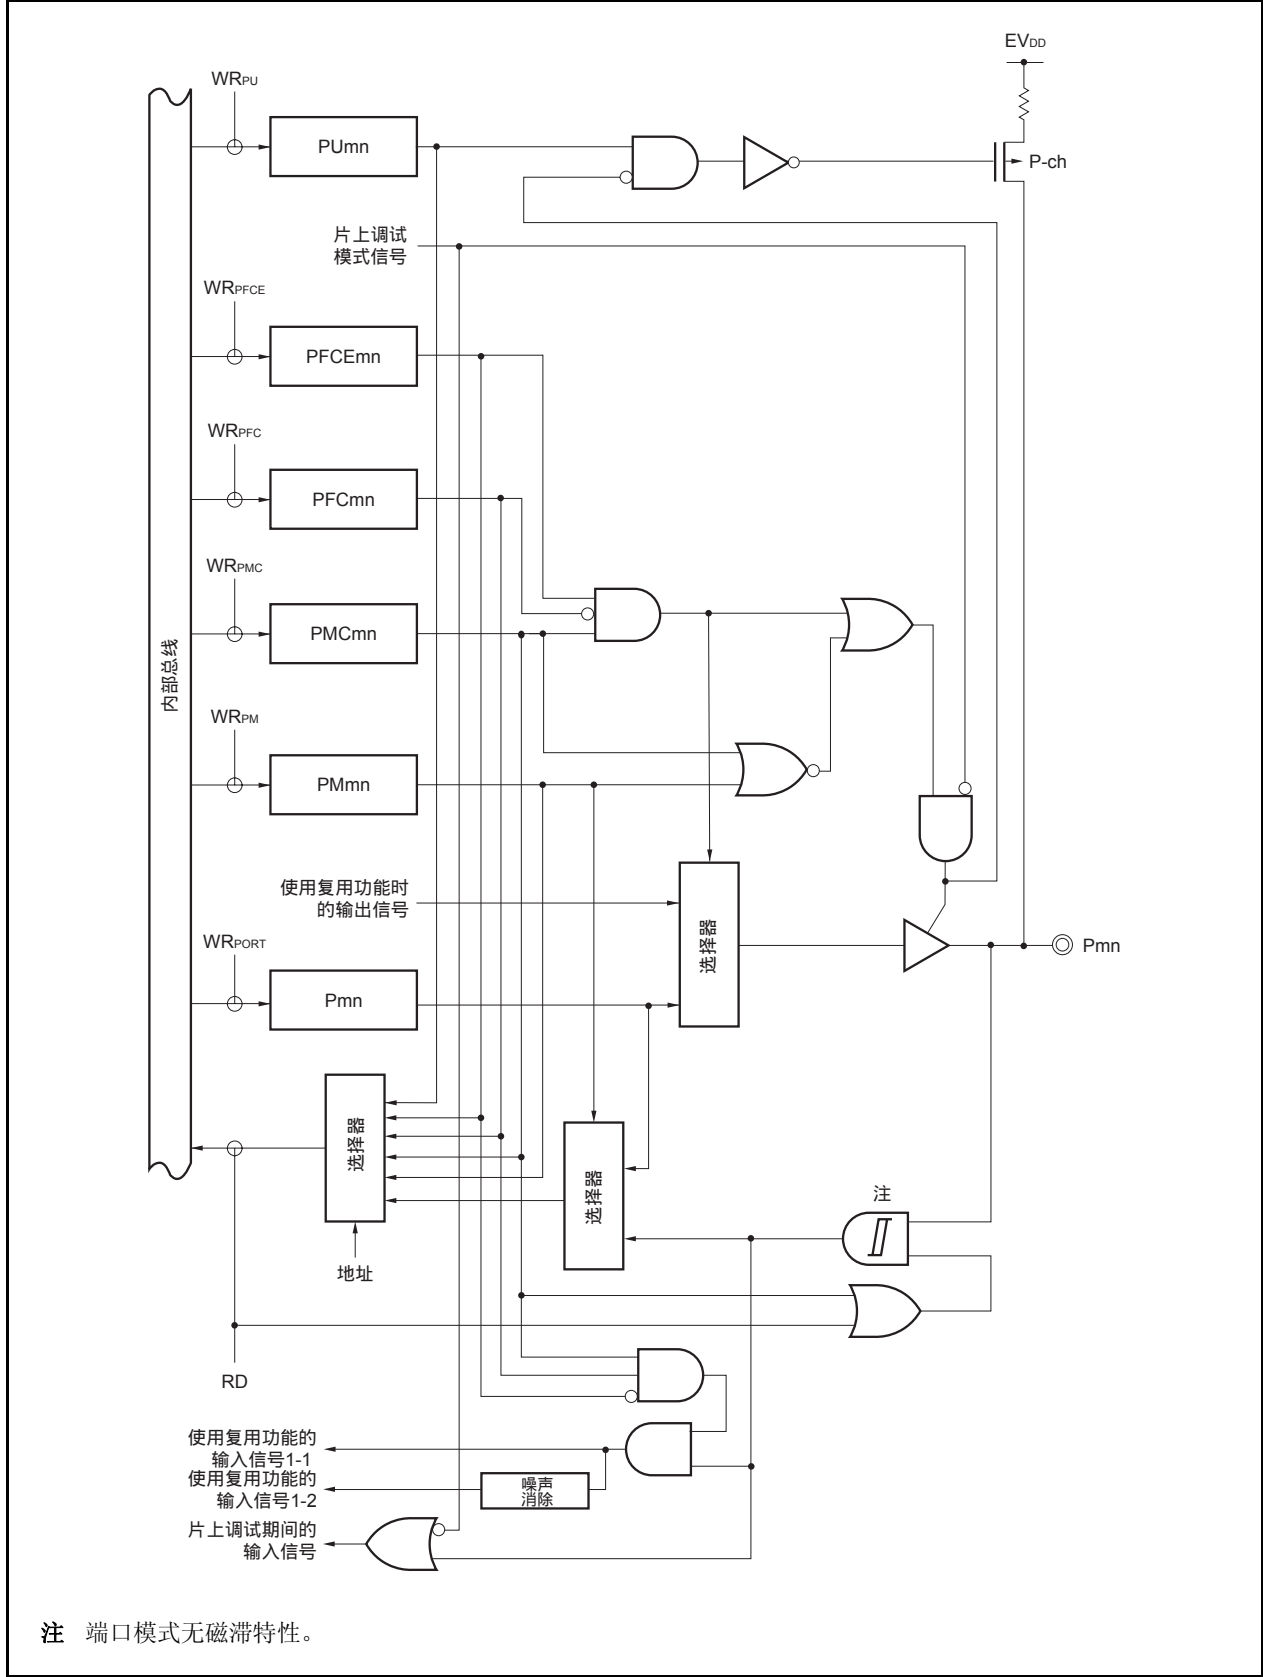 EVDD
WRPU
PUmn
P-ch
片上调试
模式信号
WRPFCE
PFCEmn
WRPFC
PFCmn
WRPMC
PMCmn
内部总线
WRPM
PMmn
使用复用功能时
的输出信号
选择器
WRPORT
Pmn
Pmn
选择器
选择器
注
地址
RD
使用复用功能的
输入信号1-1
使用复用功能的
输入信号1-2
噪声
消除
片上调试期间的
输入信号
注 端口模式无磁滞特性。